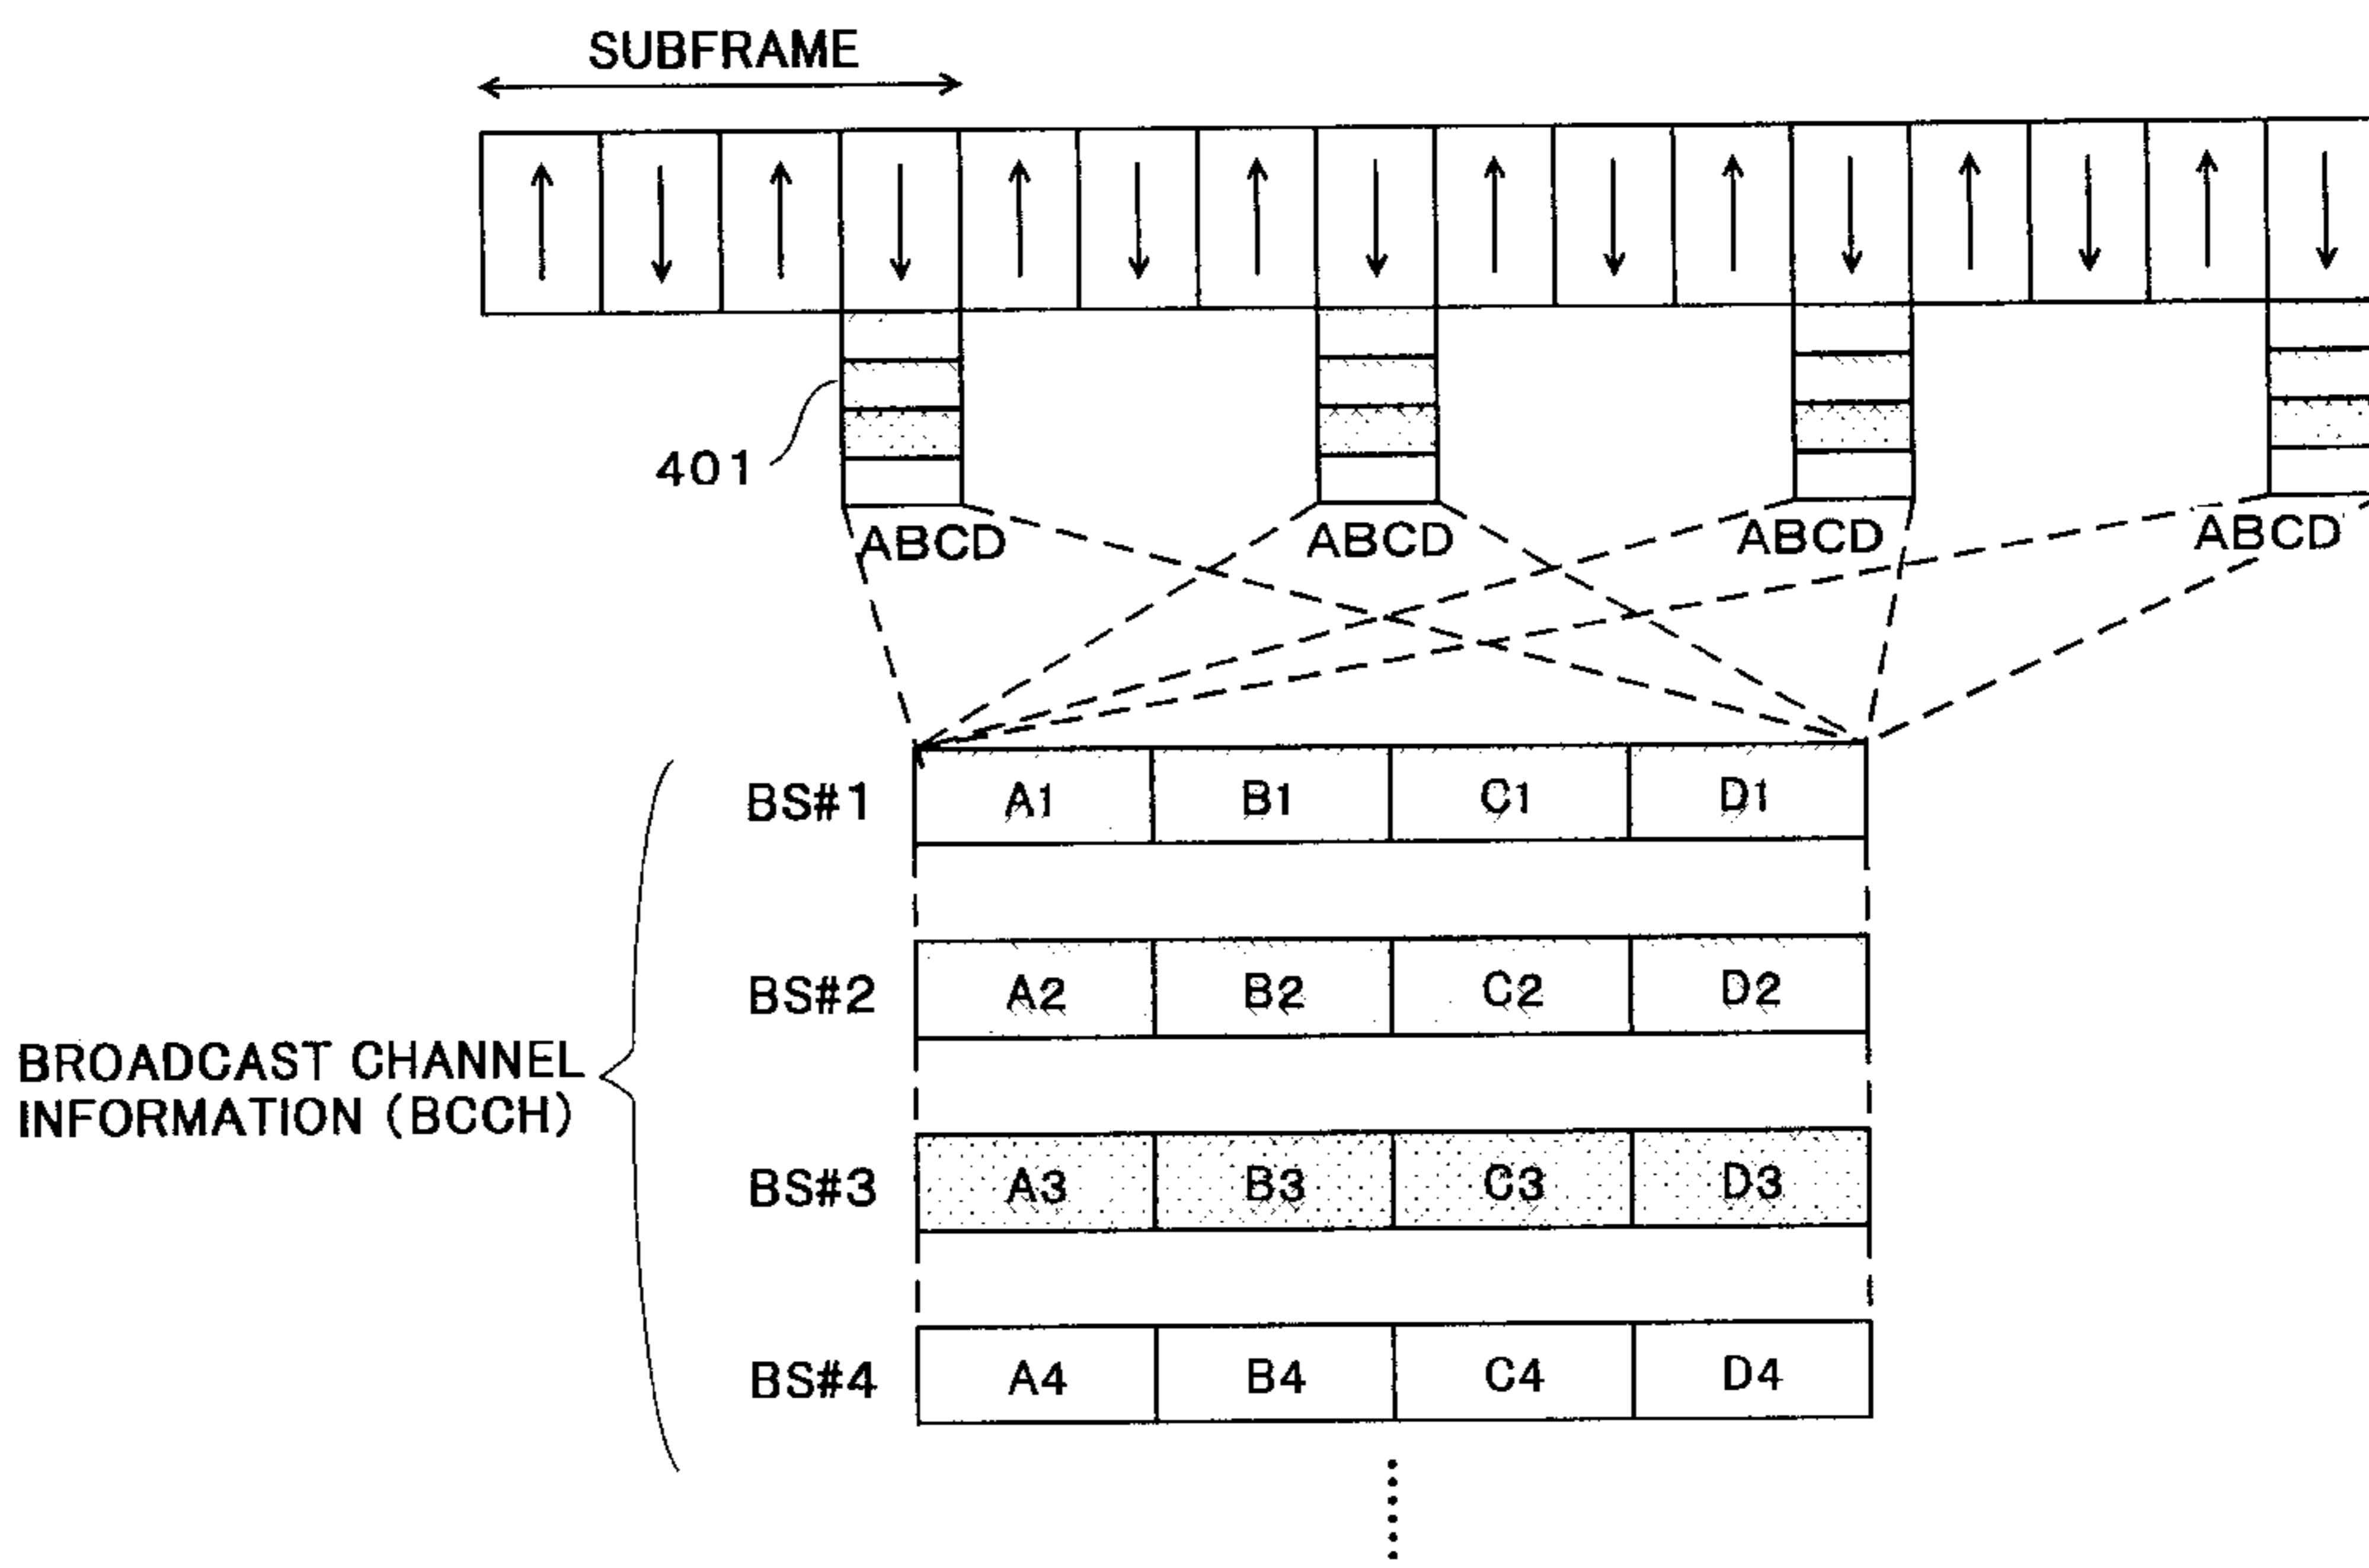 SUBFRAME
401
ABCD ABCD ABCD ABCD
BS#1 A1 B1 C1 D1
BS#2 A2 B2 C2 D2
BROADCAST CHANNEL
INFORMATION (BCCH)
BS#3 A3 B3 C3 D3
BS#4 A4 B4 C4 D4